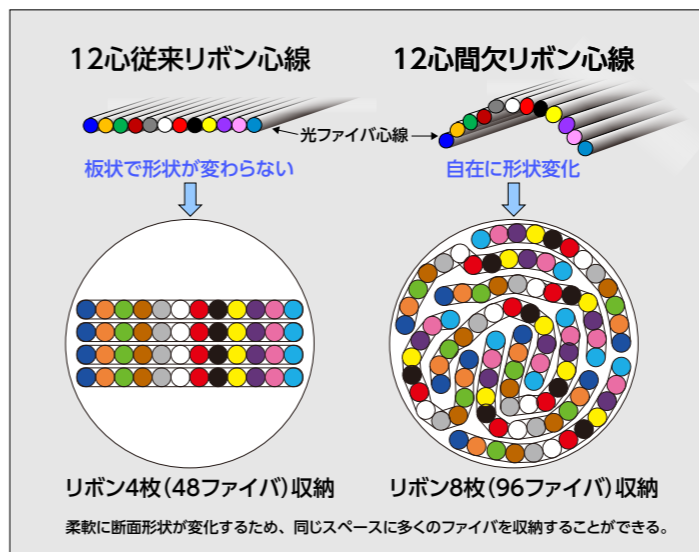 12心従来リボン心線
12心間欠リボン心線
光ファイバ心線
板状で形状が変わらない
自在に形状変化
リボン4枚(48ファイバ)収納
リボン8枚(96ファイバ)収納
柔軟に断面形状が変化するため、同じスペースに多くのファイバを収納することができる。